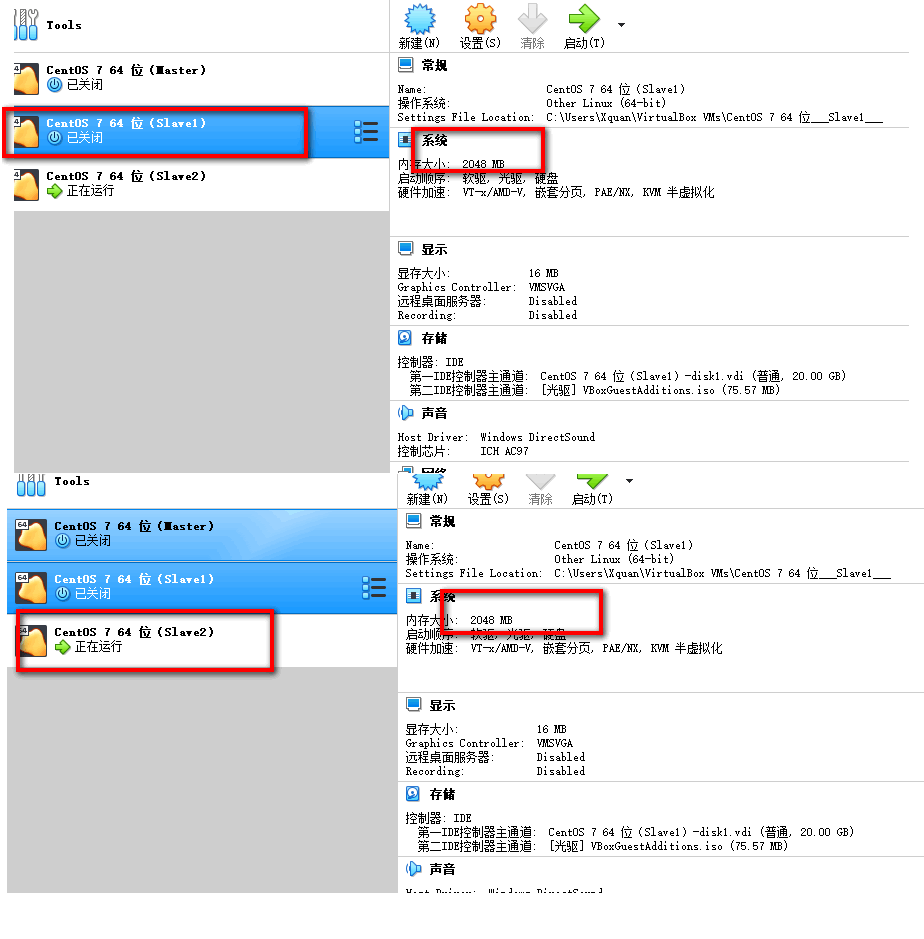 Tools
CentOS 7 64 位 (Master)
已关闭
CentOS 7 64 位 (Slave1)
已关闭
CentOS 7 64 位 (Slave2)
正在运行
新建(N) 设置(S) 清除 启动(T)
常规
Name: CentOS 7 64 位 (Slave1)
操作系统: Other Linux (64-bit)
Settings File Location: C:\Users\Xquan\VirtualBox VMs\CentOS 7 64 位___Slave1___
系统
内存大小: 2048 MB
启动顺序: 软驱, 光驱, 硬盘
硬件加速: VT-x/AMD-V, 嵌套分页, PAE/NX, KVM 半虚拟化
显示
显存大小: 16 MB
Graphics Controller: VMSVGA
远程桌面服务器: Disabled
Recording: Disabled
存储
控制器: IDE
第一IDE控制器主通道: CentOS 7 64 位 (Slave1)-disk1.vdi (普通, 20.00 GB)
第二IDE控制器主通道: [光驱] VBoxGuestAdditions.iso (75.57 MB)
声音
Host Driver: Windows DirectSound
控制芯片: ICH AC97
网络
Tools
64 CentOS 7 64 位 (Master)
已关闭
64 CentOS 7 64 位 (Slave1)
已关闭
64 CentOS 7 64 位 (Slave2)
正在运行
新建(N) 设置(S) 清除 启动(T)
常规
Name: CentOS 7 64 位 (Slave1)
操作系统: Other Linux (64-bit)
Settings File Location: C:\Users\Xquan\VirtualBox VMs\CentOS 7 64 位___Slave1___
系统
内存大小: 2048 MB
启动顺序: 软驱, 光驱, 硬盘
硬件加速: VT-x/AMD-V, 嵌套分页, PAE/NX, KVM 半虚拟化
显示
显存大小: 16 MB
Graphics Controller: VMSVGA
远程桌面服务器: Disabled
Recording: Disabled
存储
控制器: IDE
第一IDE控制器主通道: CentOS 7 64 位 (Slave1)-disk1.vdi (普通, 20.00 GB)
第二IDE控制器主通道: [光驱] VBoxGuestAdditions.iso (75.57 MB)
声音
Host Driver: Windows DirectSound